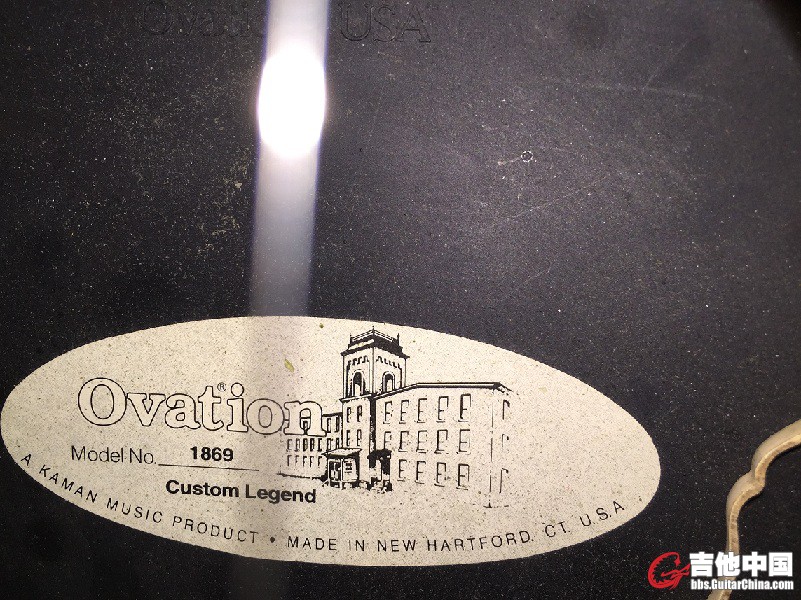 Ovation USA
Ovation®
Model No. 1869
Custom Legend
A KAMAN MUSIC PRODUCT • MADE IN NEW HARTFORD, CT. U.S.A
吉他中国
bbs.GuitarChina.com